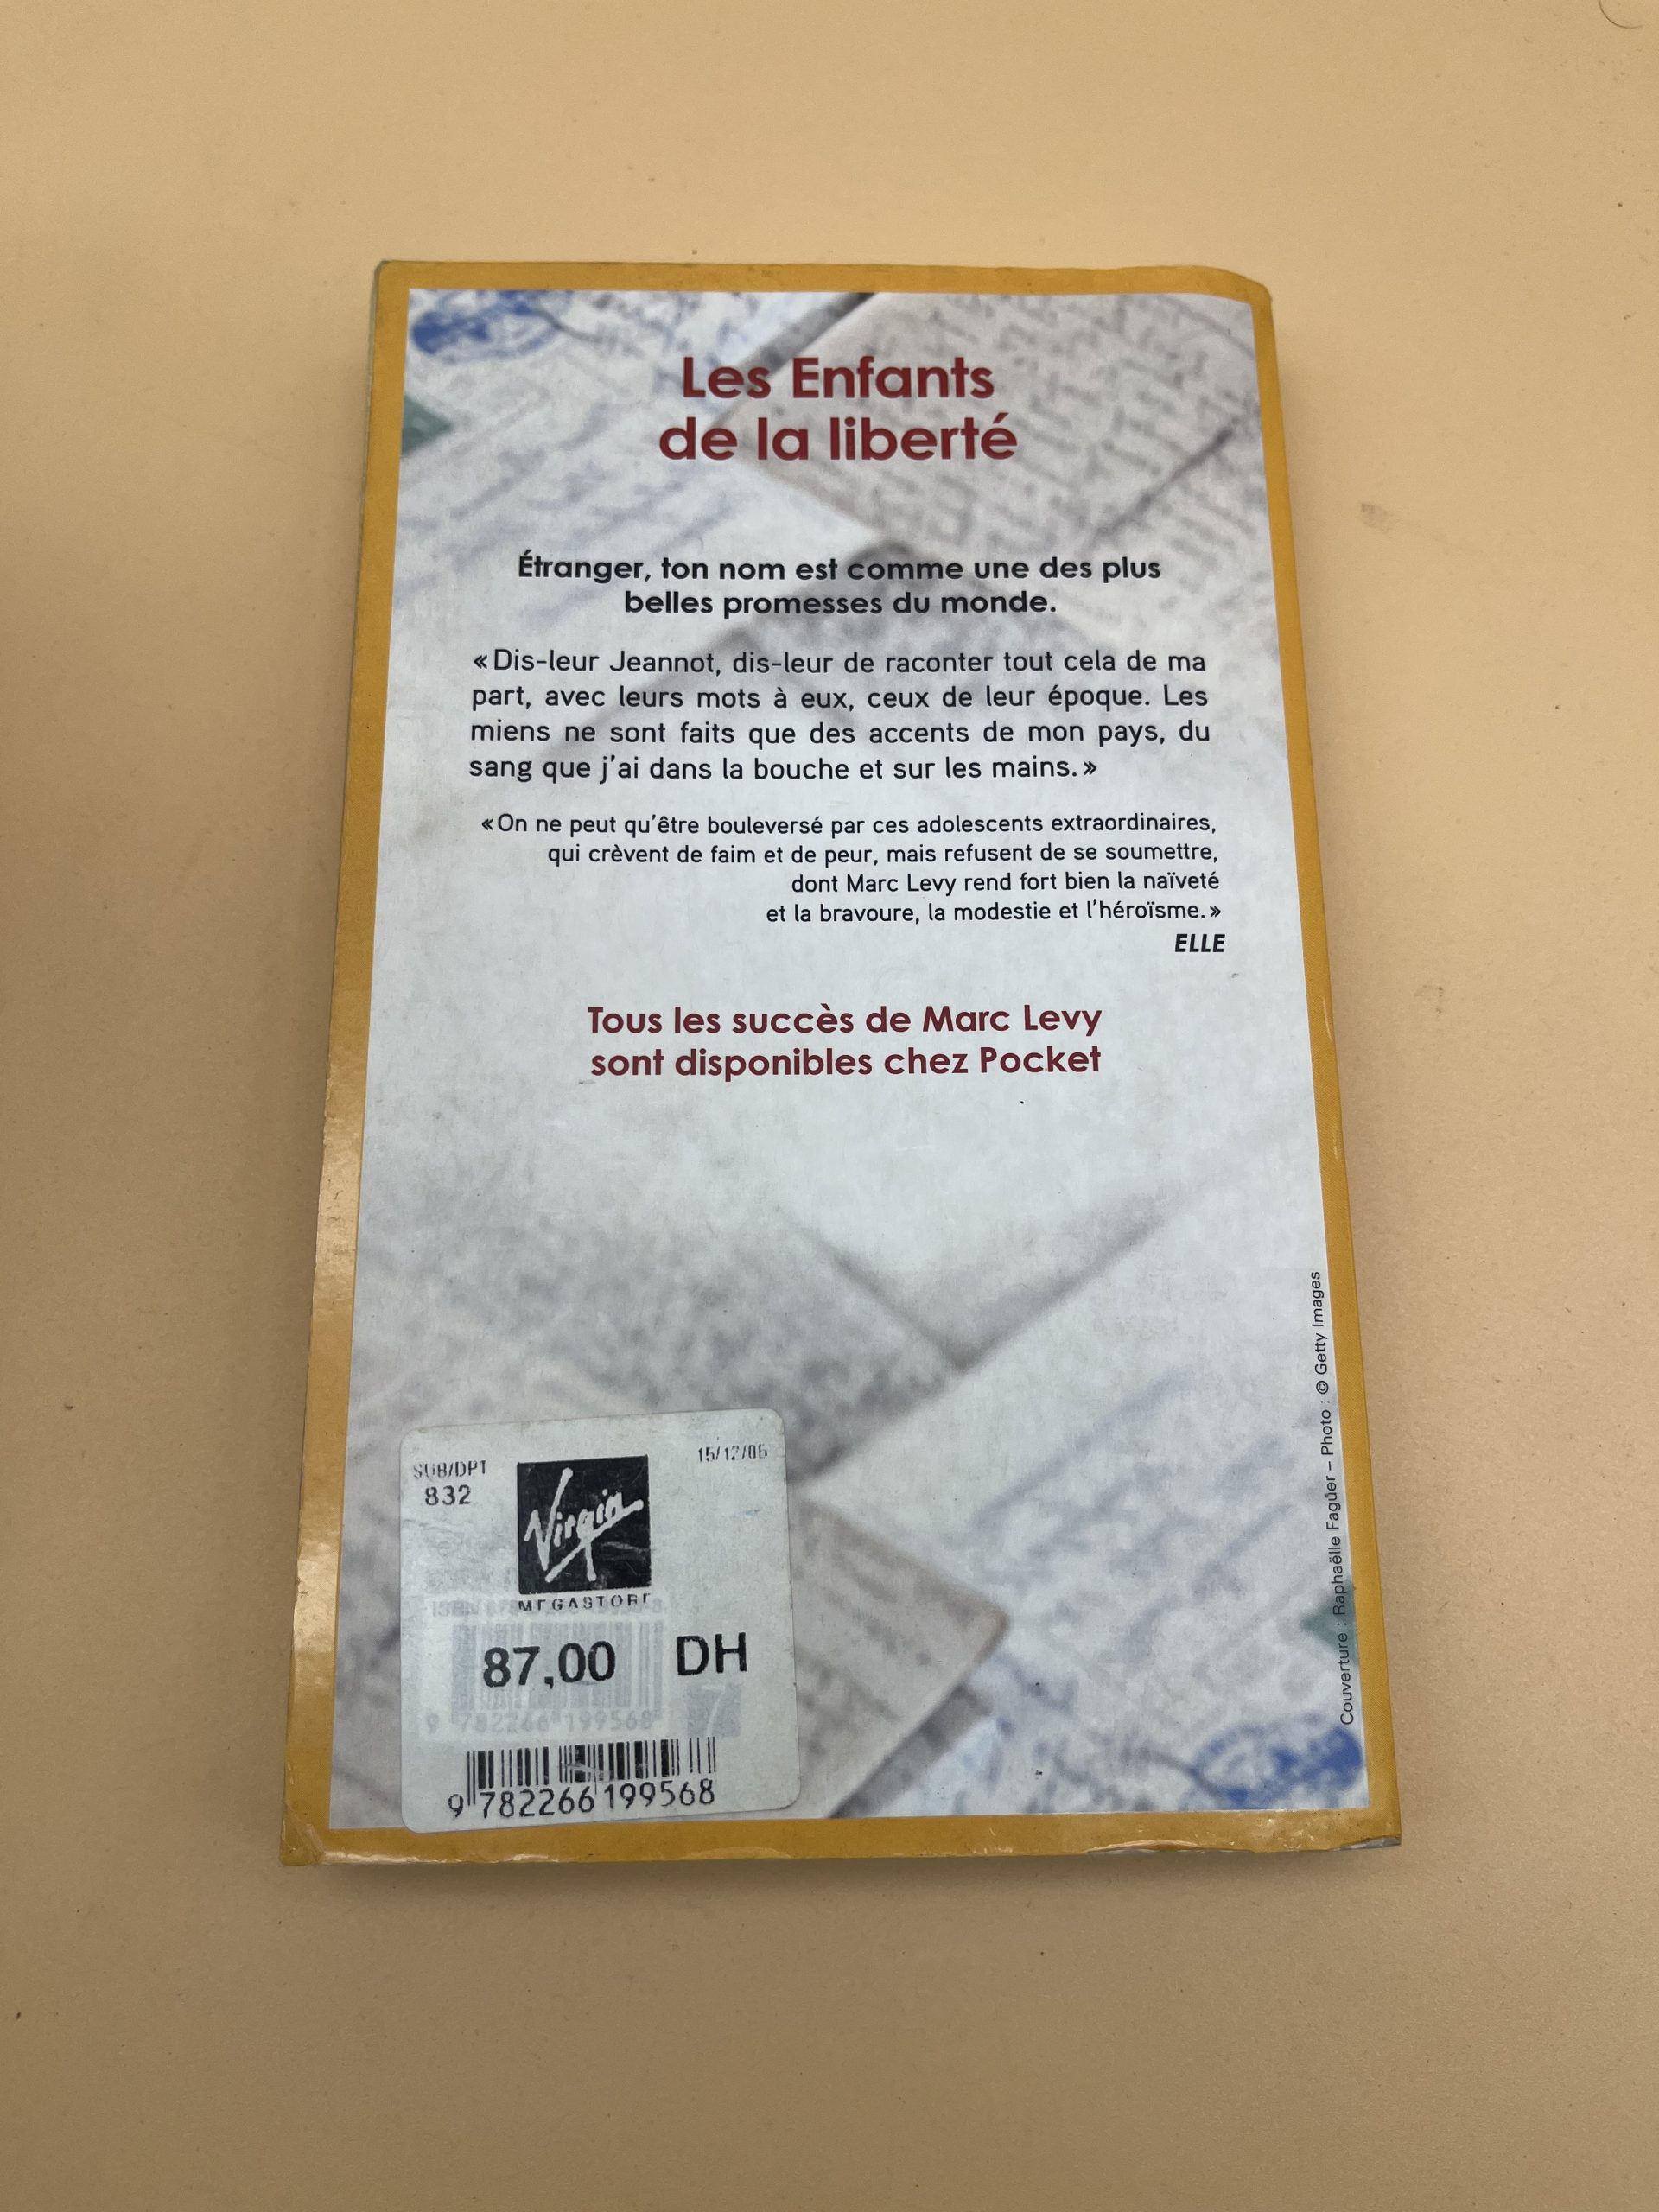 Les Enfants
de la liberté
Étranger, ton nom est comme une des plus
belles promesses du monde.
« Dis-leur Jeannot, dis-leur de raconter tout cela de ma
part, avec leurs mots à eux, ceux de leur époque. Les
miens ne sont faits que des accents de mon pays, du
sang que j'ai dans la bouche et sur les mains. »
« On ne peut qu'être bouleversé par ces adolescents extraordinaires,
qui crèvent de faim et de peur, mais refusent de se soumettre,
dont Marc Levy rend fort bien la naïveté
et la bravoure, la modestie et l'héroïsme. »
ELLE
Tous les succès de Marc Levy
sont disponibles chez Pocket
Couverture : Raphaëlle Faguer – Photo : © Getty Images
SUB/DPT
832
Virgin
MEGASTORE
87,00 DH
9 782266 199568
7
9 782266 199568